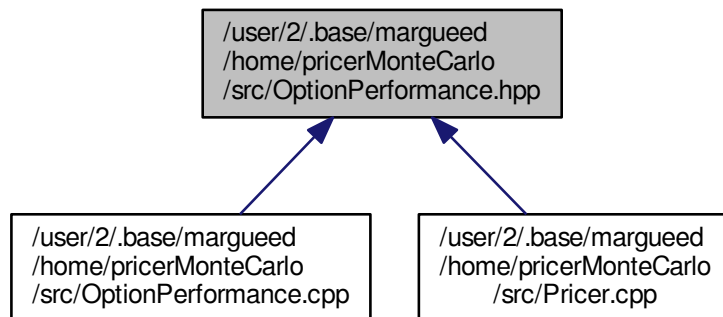 /user/2/.base/margueed
/home/pricerMonteCarlo
/src/OptionPerformance.hpp
/user/2/.base/margueed
/home/pricerMonteCarlo
/src/OptionPerformance.cpp
/user/2/.base/margueed
/home/pricerMonteCarlo
/src/Pricer.cpp